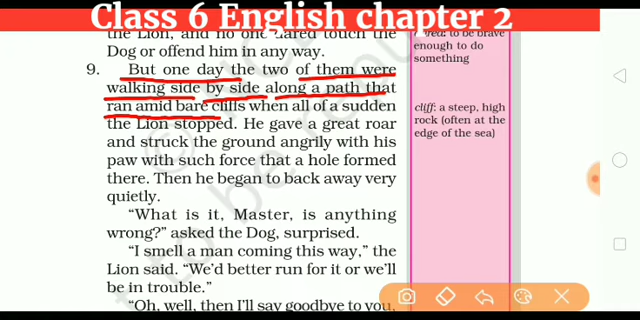 Class 6 English chapter 2
the Lion, and no one dared touch the
Dog or offend him in any way.
9. But one day the two of them were
walking side by side along a path that
ran amid bare cliffs when all of a sudden
the Lion stopped. He gave a great roar
and struck the ground angrily with his
paw with such force that a hole formed
there. Then he began to back away very
quietly.
“What is it, Master, is anything
wrong?” asked the Dog, surprised.
“I smell a man coming this way,” the
Lion said. “We’d better run for it or we’ll
be in trouble.”
“Oh, well, then I’ll say goodbye to you,
dared: to be brave
enough to do
something
cliff: a steep, high
rock (often at the
edge of the sea)